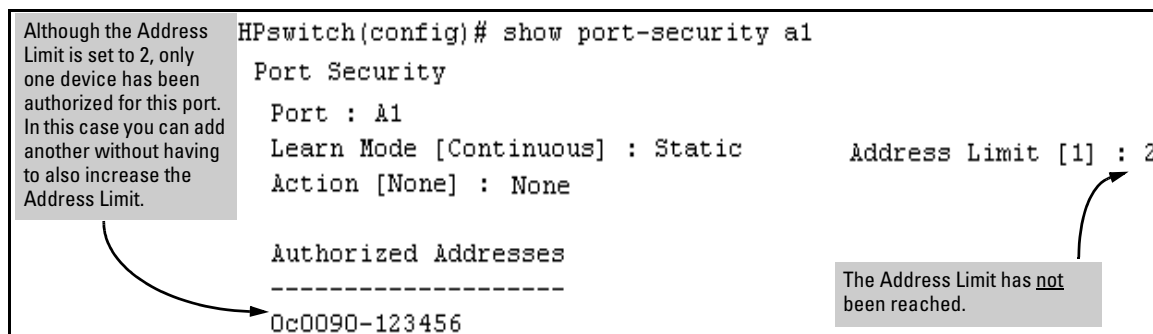 Although the Address
Limit is set to 2, only
one device has been
authorized for this port.
In this case you can add
another without having
to also increase the
Address Limit.
HPswitch(config)# show port-security a1
Port Security
Port : A1
Learn Mode [Continuous] : Static Address Limit [1] : 2
Action [None] : None
Authorized Addresses
--------------------
0c0090-123456
The Address Limit has not
been reached.